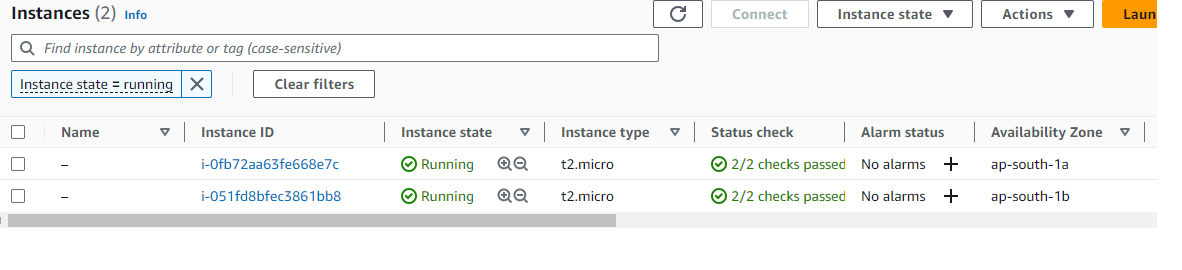 Instances (2) Info Connect Instance state Actions Laun
Find instance by attribute or tag (case-sensitive)
Instance state = running Clear filters
Name Instance ID Instance state Instance type Status check Alarm status Availability Zone
– i-0fb72aa63fe668e7c Running t2.micro 2/2 checks passed No alarms + ap-south-1a
– i-051fd8bfec3861bb8 Running t2.micro 2/2 checks passed No alarms + ap-south-1b